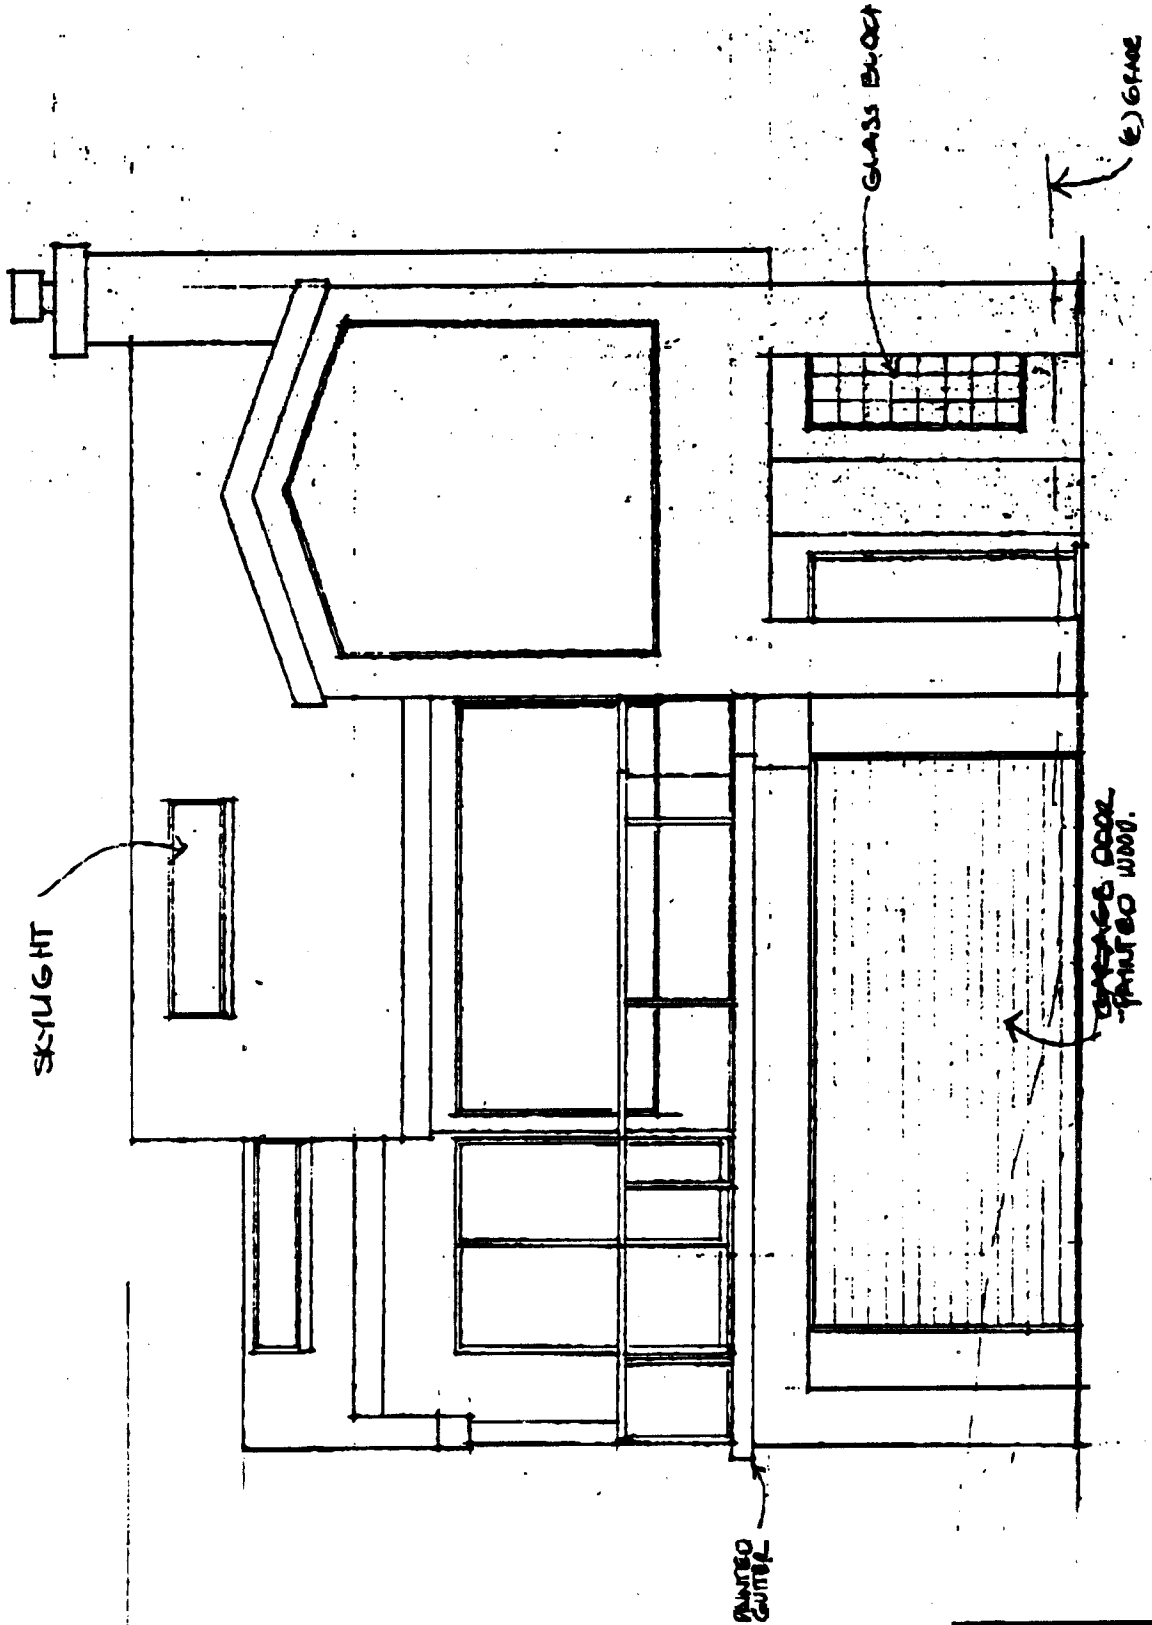 SKYLIGHT
GLASS BLOCK
(E) GRADE
GARAGE DOOR
-PAINTED WOOD.
PAINTED
GUTTER